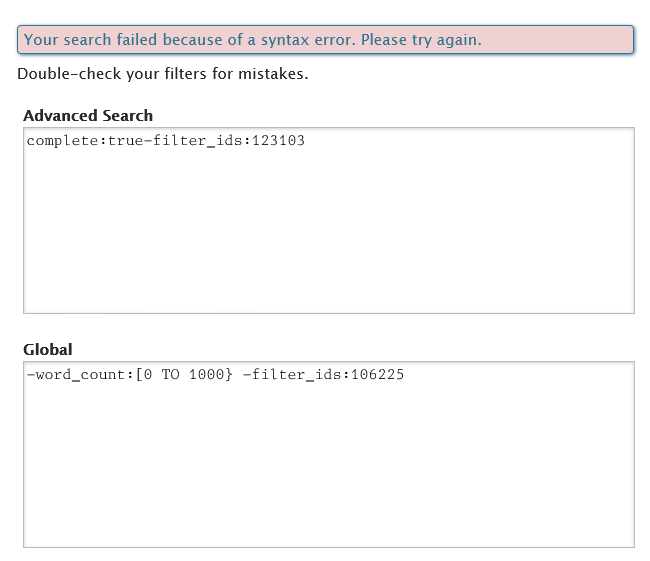 Your search failed because of a syntax error. Please try again.
Double-check your filters for mistakes.
Advanced Search
complete:true-filter_ids:123103
Global
-word_count:[0 TO 1000} -filter_ids:106225